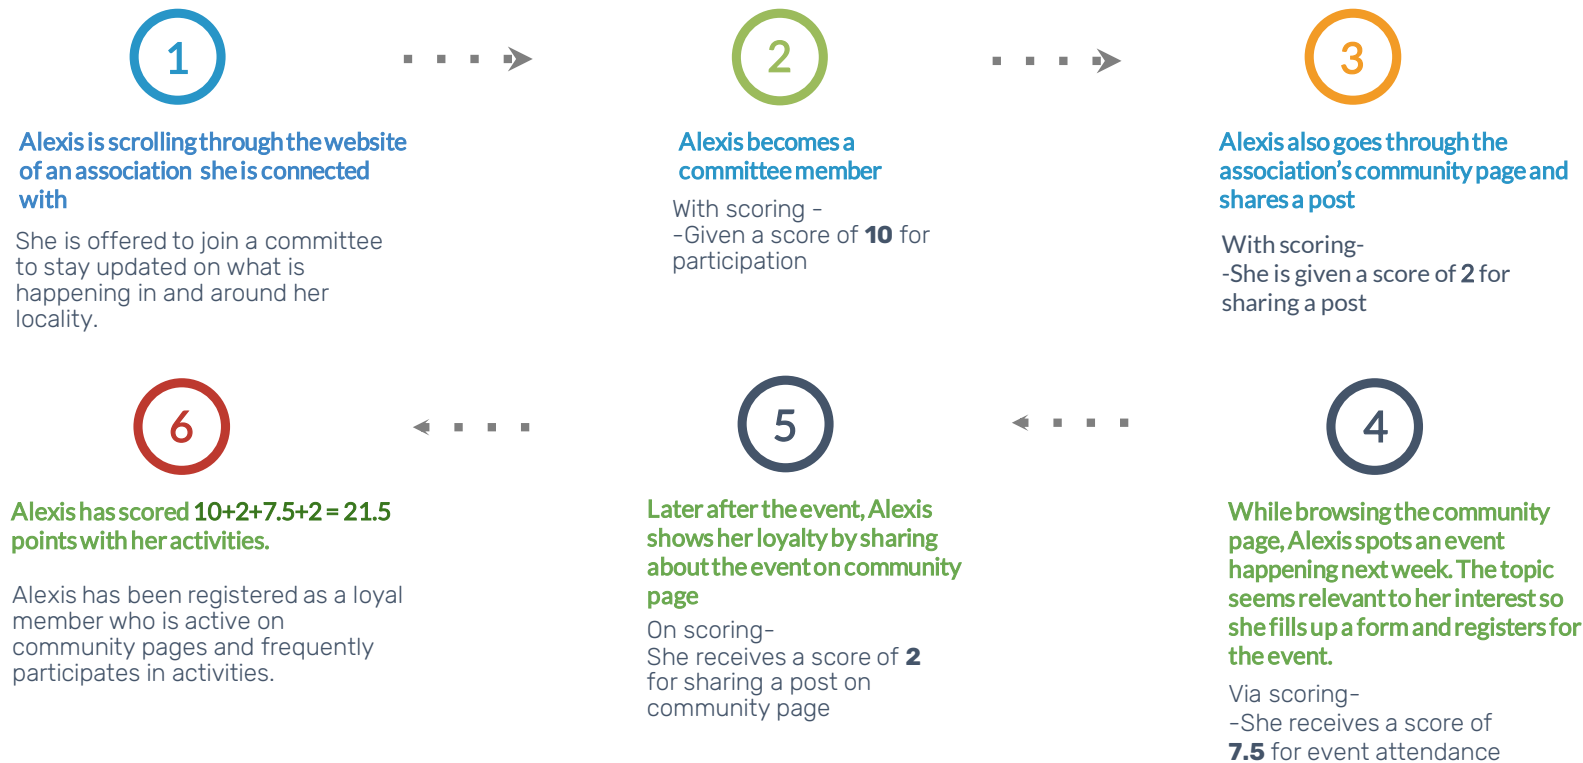 1
Alexis is scrolling through the website
of an association she is connected
with
She is offered to join a committee
to stay updated on what is
happening in and around her
locality.
2
Alexis becomes a
committee member
With scoring -
-Given a score of 10 for
participation
3
Alexis also goes through the
association's community page and
shares a post
With scoring-
-She is given a score of 2 for
sharing a post
4
While browsing the community
page, Alexis spots an event
happening next week. The topic
seems relevant to her interest so
she fills up a form and registers for
the event.
Via scoring-
-She receives a score of
7.5 for event attendance
5
Later after the event, Alexis
shows her loyalty by sharing
about the event on community
page
On scoring-
She receives a score of 2
for sharing a post on
community page
6
Alexis has scored 10+2+7.5+2 = 21.5
points with her activities.
Alexis has been registered as a loyal
member who is active on
community pages and frequently
participates in activities.